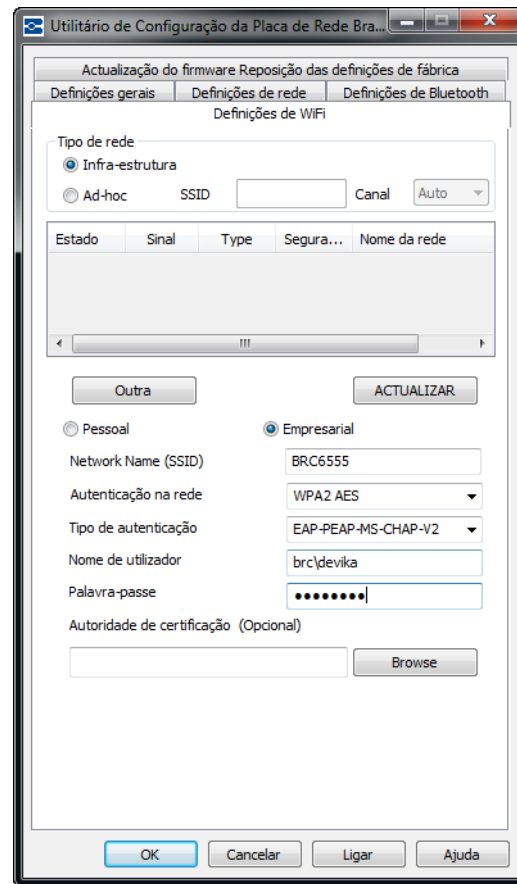 Utilitário de Configuração da Placa de Rede Bra...
Actualização do firmware Reposição das definições de fábrica
Definições gerais Definições de rede Definições de Bluetooth
Definições de WiFi
Tipo de rede
Infra-estrutura
Ad-hoc SSID Canal Auto
Estado Sinal Type Segura... Nome da rede
Outra ACTUALIZAR
Pessoal Empresarial
Network Name (SSID) BRC6555
Autenticação na rede WPA2 AES
Tipo de autenticação EAP-PEAP-MS-CHAP-V2
Nome de utilizador brc\devika
Palavra-passe ●●●●●●●●
Autoridade de certificação (Opcional)
Browse
OK Cancelar Ligar Ajuda